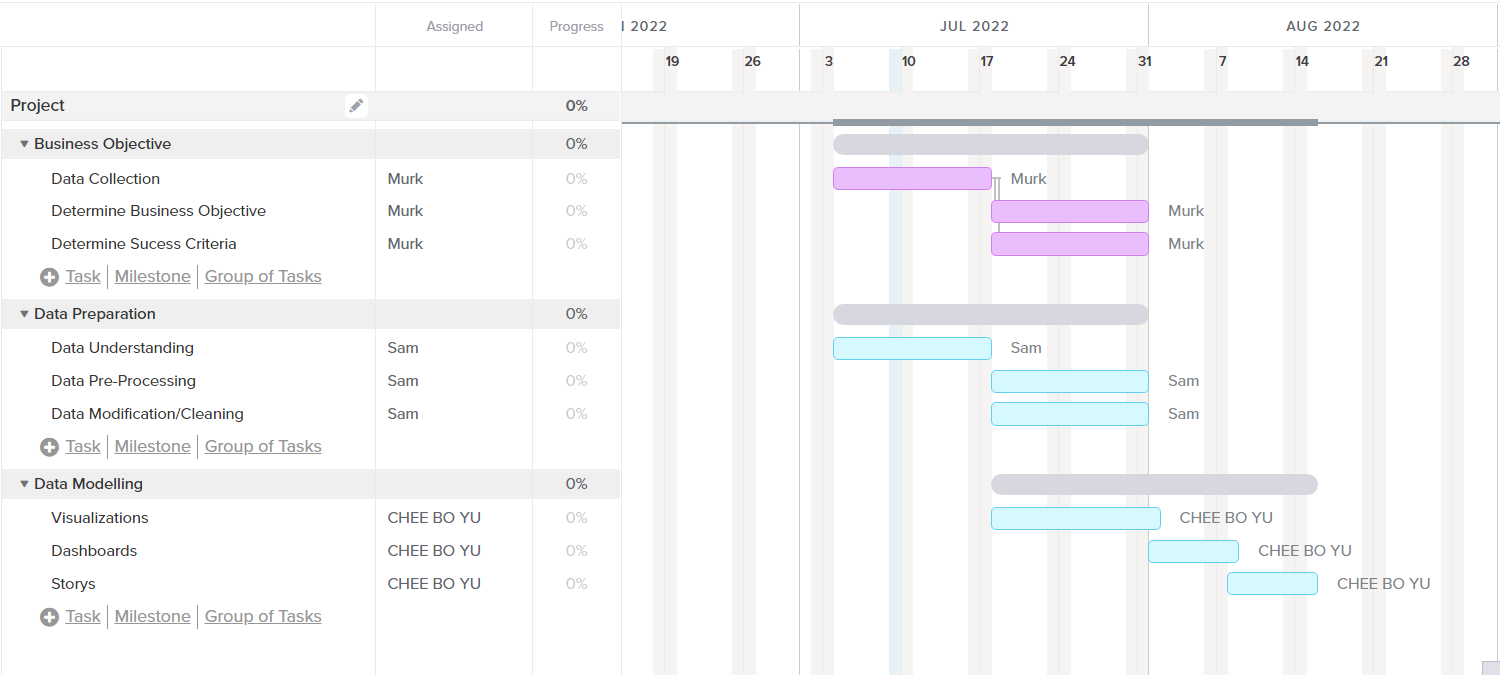 Assigned Progress I 2022 JUL 2022 AUG 2022
19 26 3 10 17 24 31 7 14 21 28
Project 0%
Business Objective 0%
Data Collection Murk 0% Murk
Determine Business Objective Murk 0% Murk
Determine Sucess Criteria Murk 0% Murk
Task Milestone Group of Tasks
Data Preparation 0%
Data Understanding Sam 0% Sam
Data Pre-Processing Sam 0% Sam
Data Modification/Cleaning Sam 0% Sam
Task Milestone Group of Tasks
Data Modelling 0%
Visualizations CHEE BO YU 0% CHEE BO YU
Dashboards CHEE BO YU 0% CHEE BO YU
Storys CHEE BO YU 0% CHEE BO YU
Task Milestone Group of Tasks